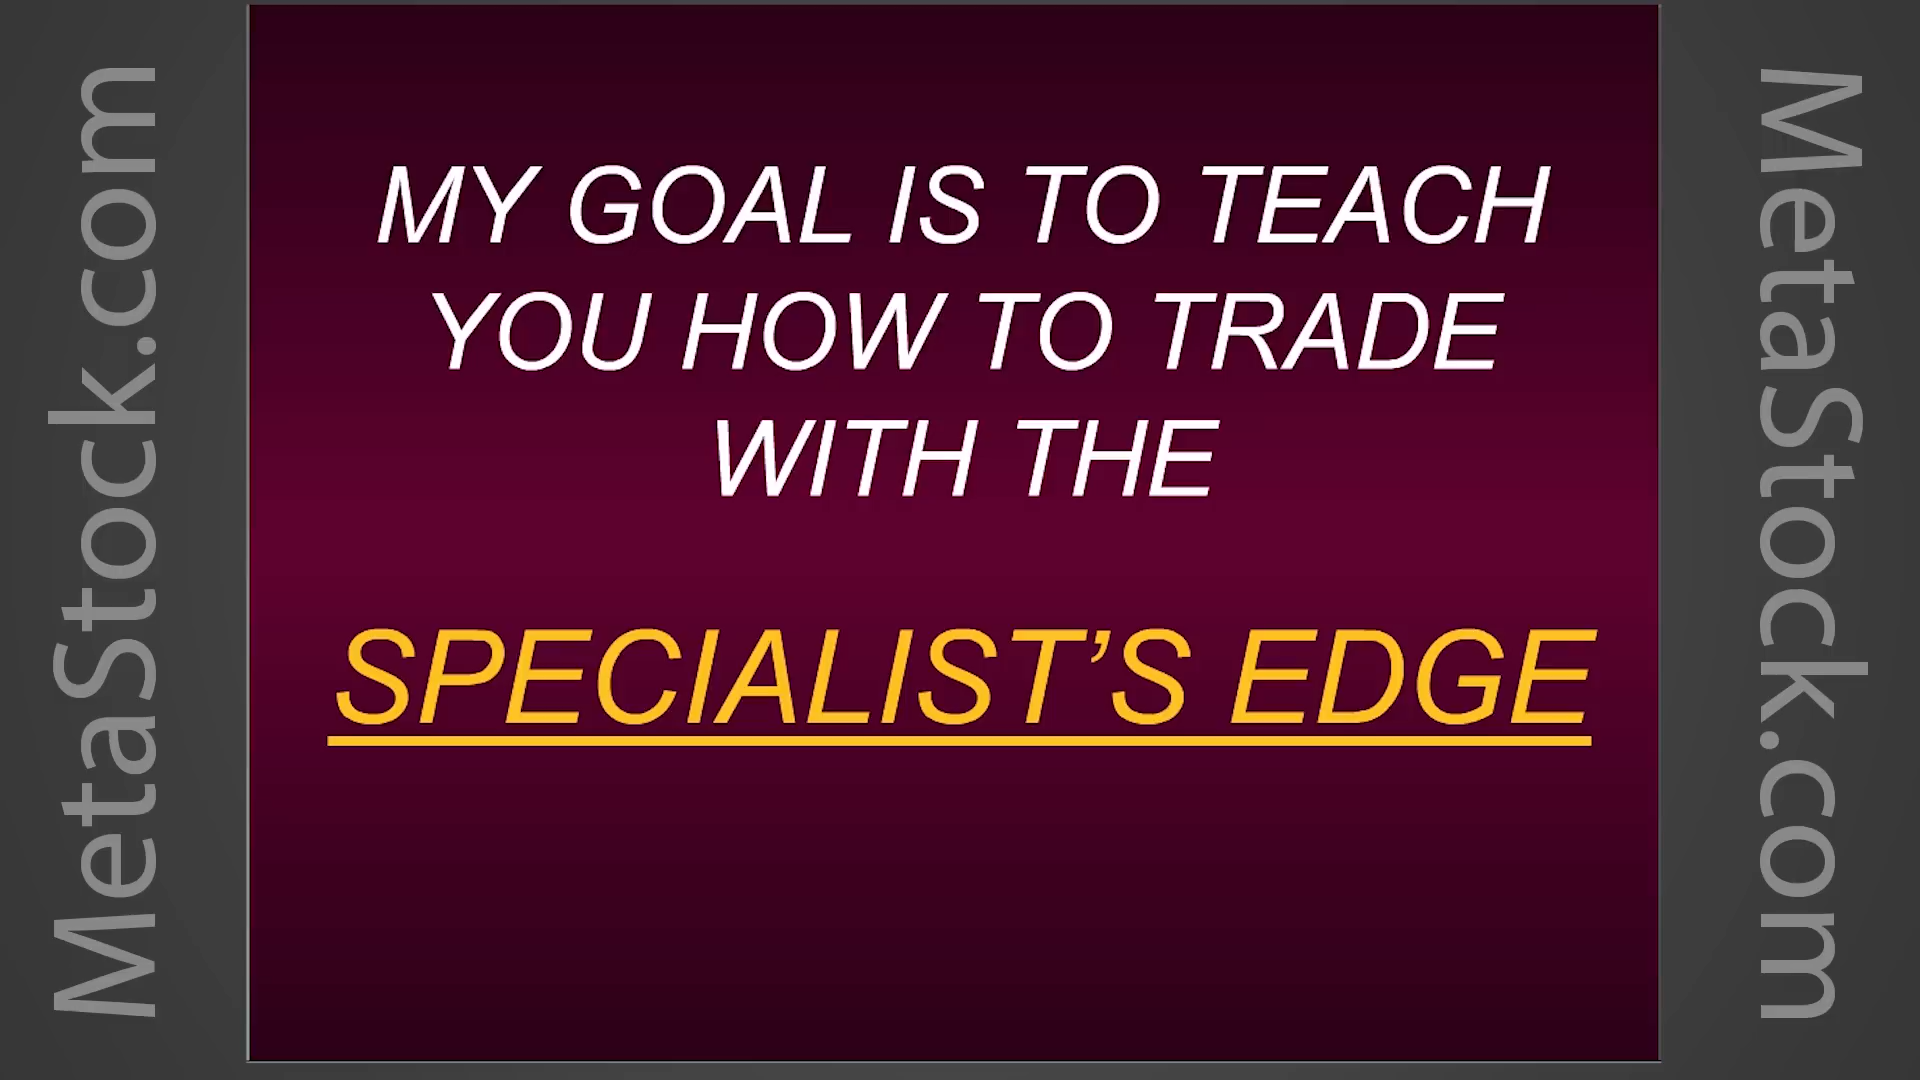 MetaStock.com
MY GOAL IS TO TEACH
YOU HOW TO TRADE
WITH THE
SPECIALIST’S EDGE
MetaStock.com